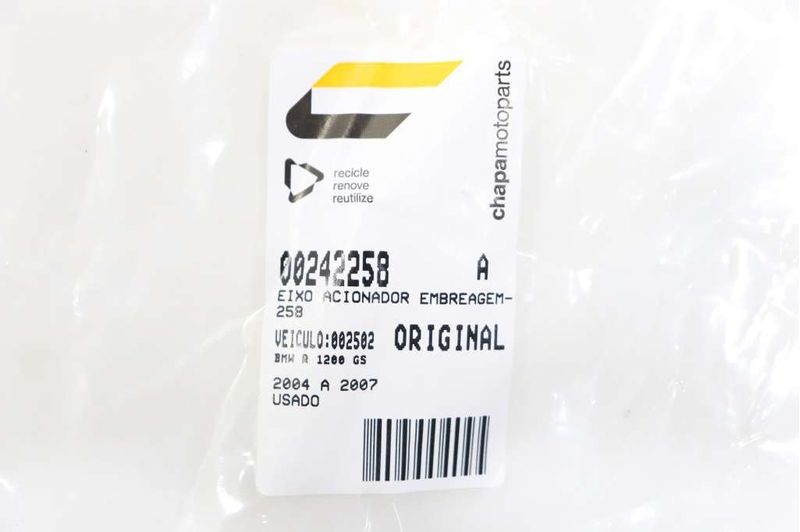 chapamotoparts
recicle
renove
reutilize
00242258 A
EIXO ACIONADOR EMBREAGEM-
258
VEICULO:002502 ORIGINAL
BMW R 1200 GS
2004 A 2007
USADO